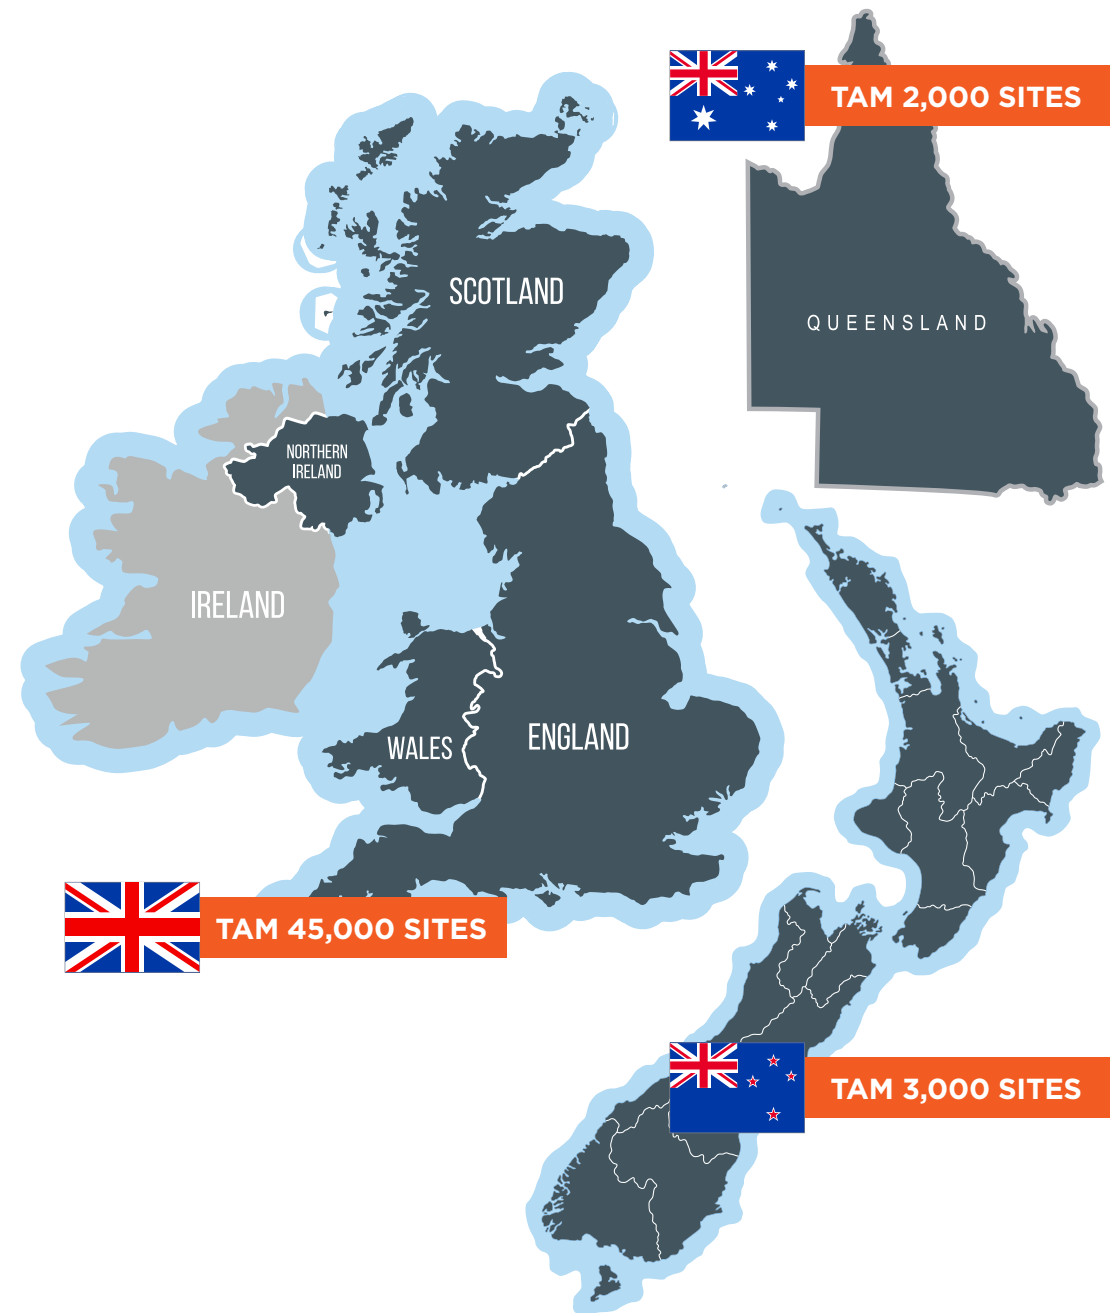 TAM 2,000 SITES
SCOTLAND
QUEENSLAND
NORTHERN
IRELAND
IRELAND
ENGLAND
WALES
TAM 45,000 SITES
TAM 3,000 SITES